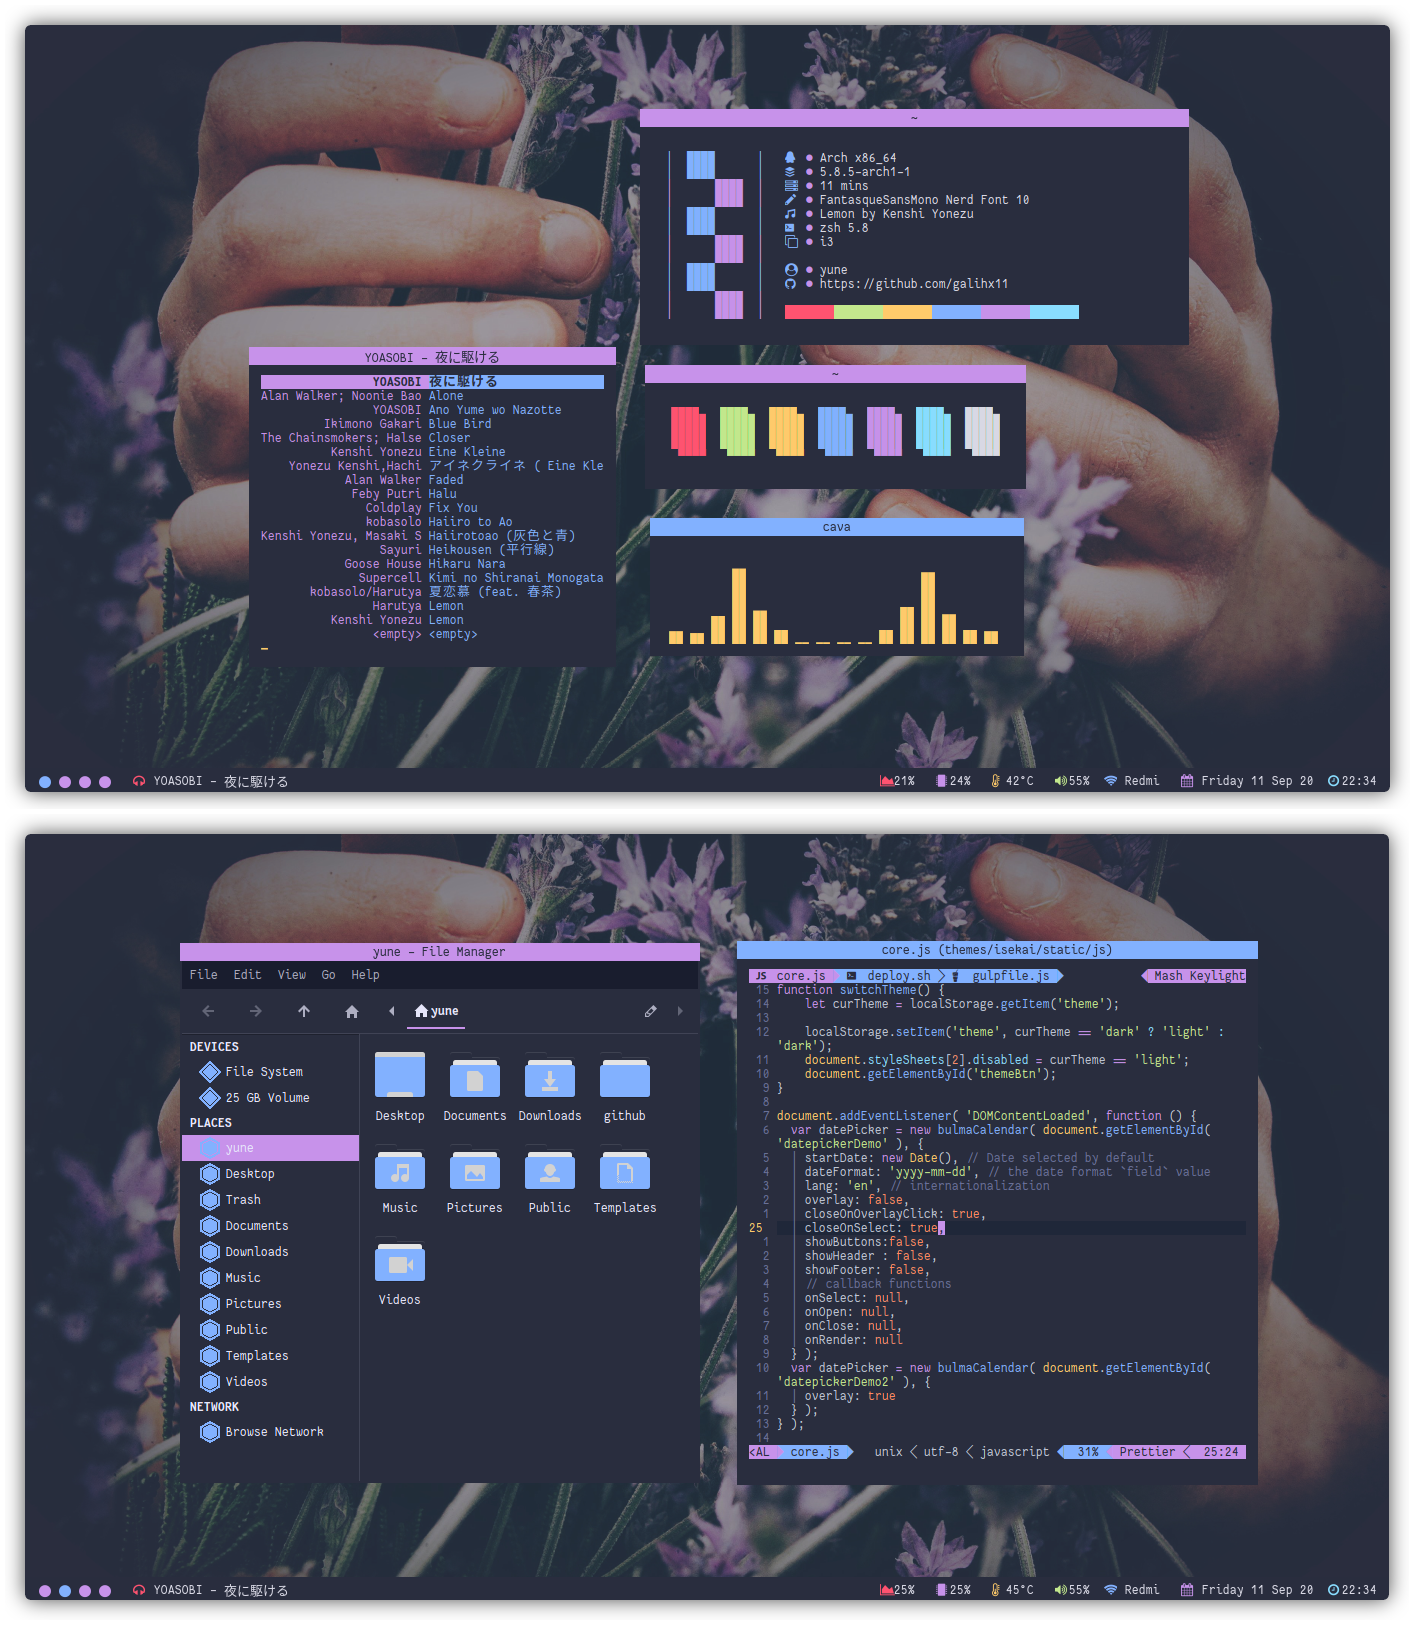 ~
Arch x86_64
5.8.5-arch1-1
11 mins
FantasqueSansMono Nerd Font 10
Lemon by Kenshi Yonezu
zsh 5.8
i3
yune
https://github.com/galihx11
YOASOBI - 夜に駆ける
YOASOBI 夜に駆ける
Alan Walker; Noonie Bao Alone
YOASOBI Ano Yume wo Nazotte
Ikimono Gakari Blue Bird
The Chainsmokers; Halse Closer
Kenshi Yonezu Eine Kleine
Yonezu Kenshi,Hachi アイネクライネ ( Eine Kle
Alan Walker Faded
Feby Putri Halu
Coldplay Fix You
kobasolo Haiiro to Ao
Kenshi Yonezu, Masaki S Haiirotoao (灰色と青)
Sayuri Heikousen (平行線)
Goose House Hikaru Nara
Supercell Kimi no Shiranai Monogata
kobasolo/Harutya 夏恋慕 (feat. 春茶)
Harutya Lemon
Kenshi Yonezu Lemon
<empty> <empty>
~
cava
YOASOBI - 夜に駆ける 21% 24% 42°C 55% Redmi Friday 11 Sep 20 22:34
yune - File Manager
File Edit View Go Help
yune
DEVICES
File System
25 GB Volume
PLACES
yune
Desktop
Trash
Documents
Downloads
Music
Pictures
Public
Templates
Videos
NETWORK
Browse Network
Desktop Documents Downloads github
Music Pictures Public Templates
Videos
core.js (themes/isekai/static/js)
JS core.js deploy.sh gulpfile.js Mash Keylight
15 function switchTheme() {
14 let curTheme = localStorage.getItem('theme');
13
12 localStorage.setItem('theme', curTheme == 'dark' ? 'light' :
'dark');
11 document.styleSheets[2].disabled = curTheme == 'light';
10 document.getElementById('themeBtn');
9 }
8
7 document.addEventListener( 'DOMContentLoaded', function () {
6 var datePicker = new bulmaCalendar( document.getElementById(
'datepickerDemo' ), {
5 startDate: new Date(), // Date selected by default
4 dateFormat: 'yyyy-mm-dd', // the date format `field` value
3 lang: 'en', // internationalization
2 overlay: false,
1 closeOnOverlayClick: true,
25 closeOnSelect: true,
1 showButtons:false,
2 showHeader : false,
3 showFooter: false,
4 // callback functions
5 onSelect: null,
6 onOpen: null,
7 onClose: null,
8 onRender: null
9 } );
10 var datePicker = new bulmaCalendar( document.getElementById(
'datepickerDemo2' ), {
11 overlay: true
12 } );
13 } );
14
<AL core.js unix < utf-8 < javascript 31% Prettier < 25:24
YOASOBI - 夜に駆ける 25% 25% 45°C 55% Redmi Friday 11 Sep 20 22:34